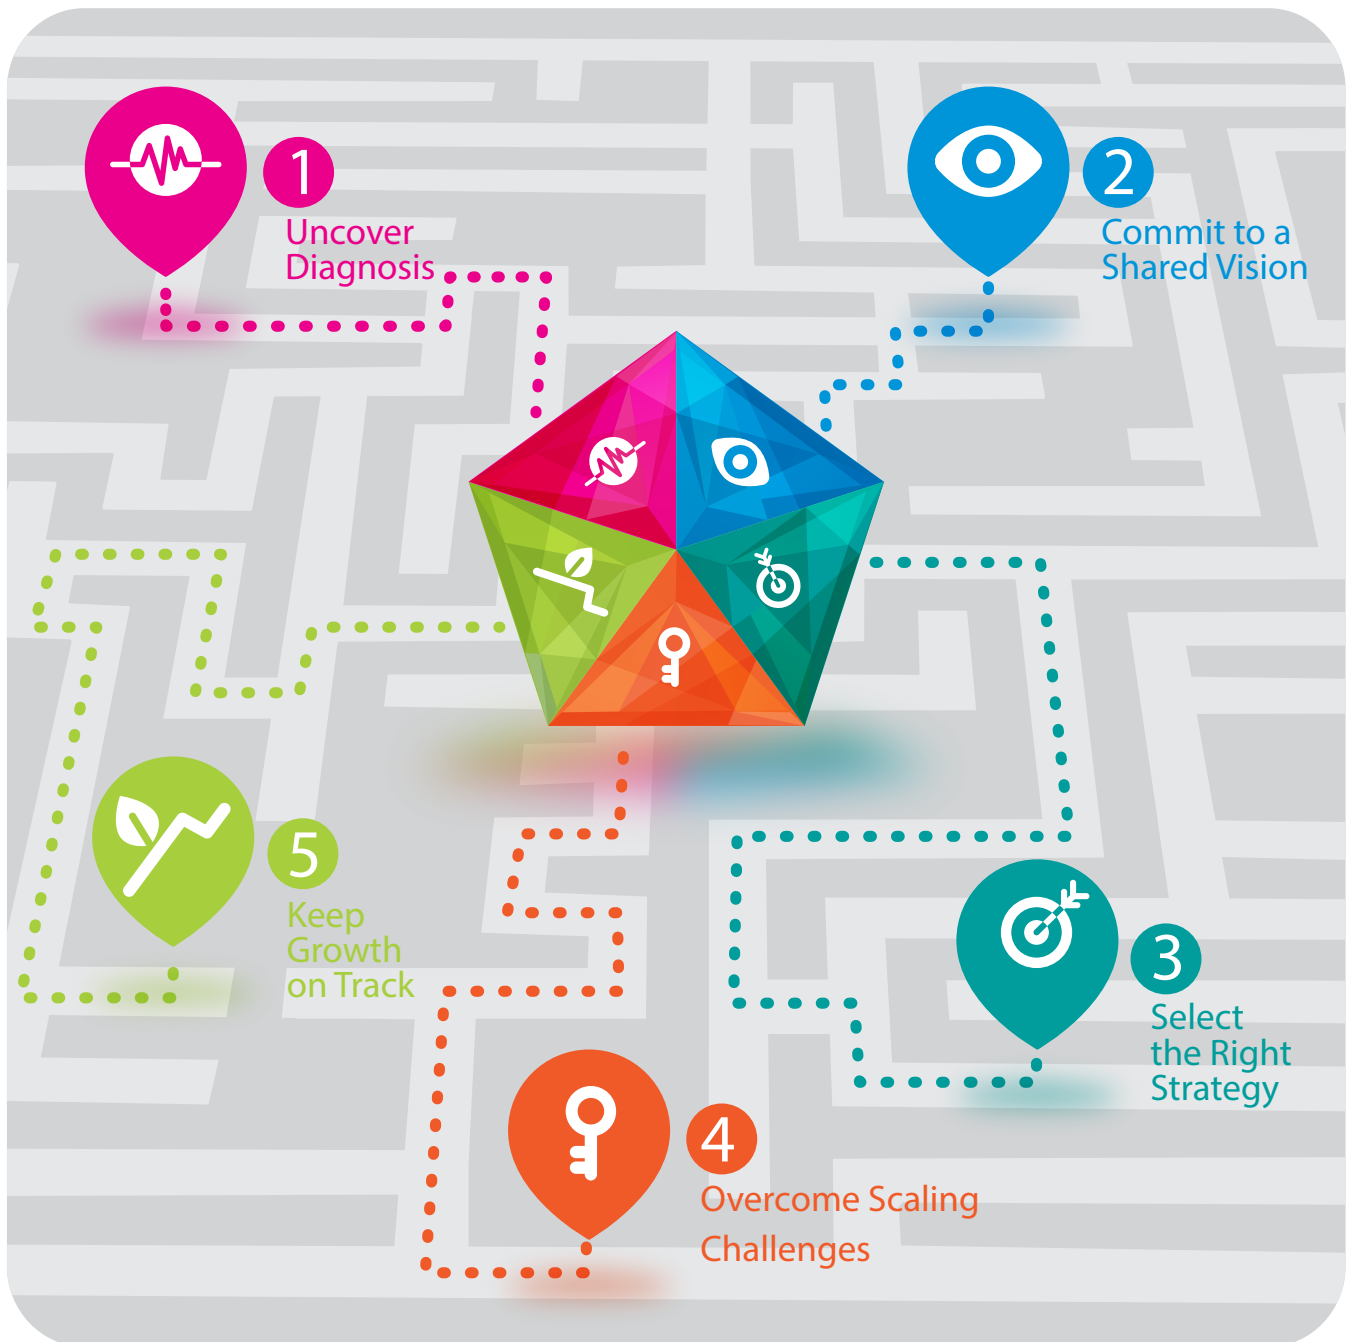 1
Uncover
Diagnosis
2
Commit to a
Shared Vision
3
Select
the Right
Strategy
4
Overcome Scaling
Challenges
5
Keep
Growth
on Track